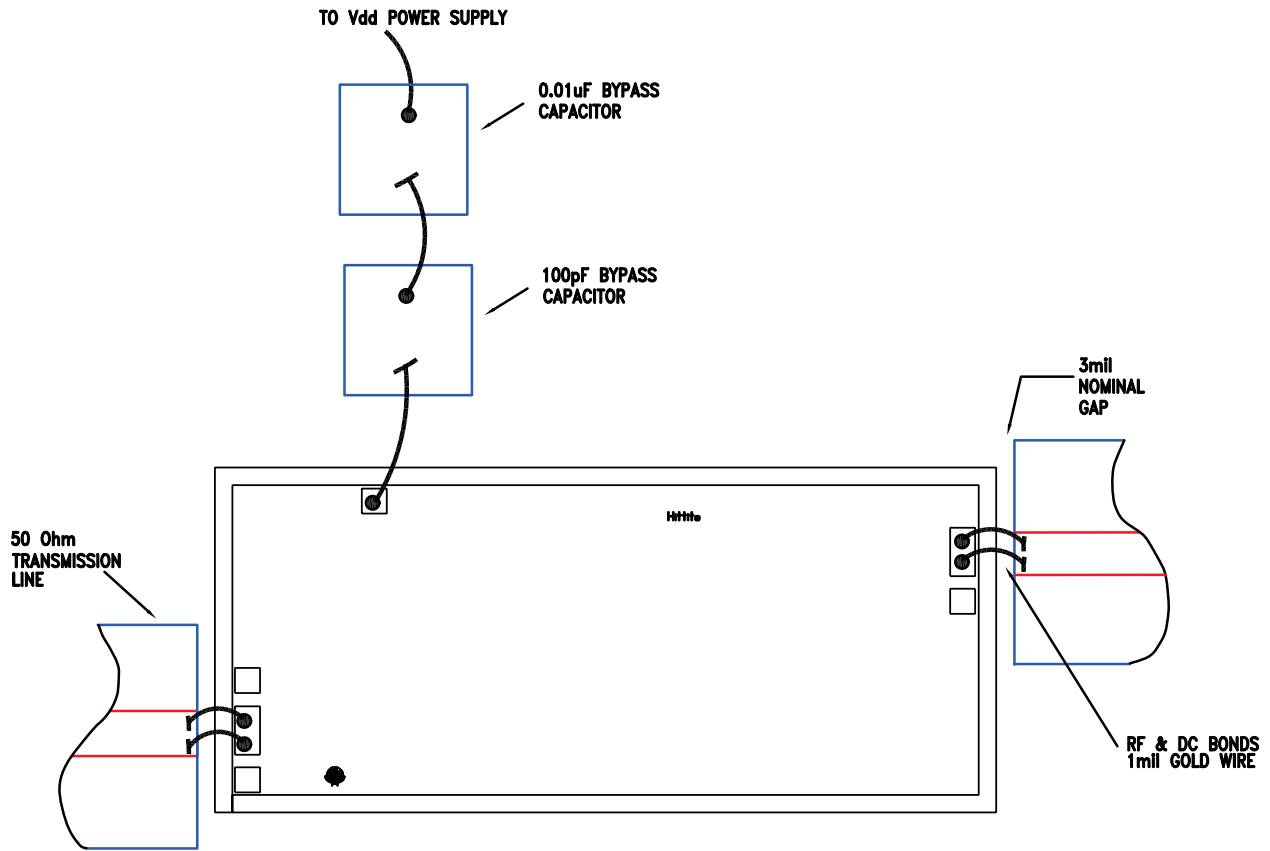 TO Vdd POWER SUPPLY
0.01uF BYPASS
CAPACITOR
100pF BYPASS
CAPACITOR
3mil
NOMINAL
GAP
Hittite
50 Ohm
TRANSMISSION
LINE
RF & DC BONDS
1mil GOLD WIRE